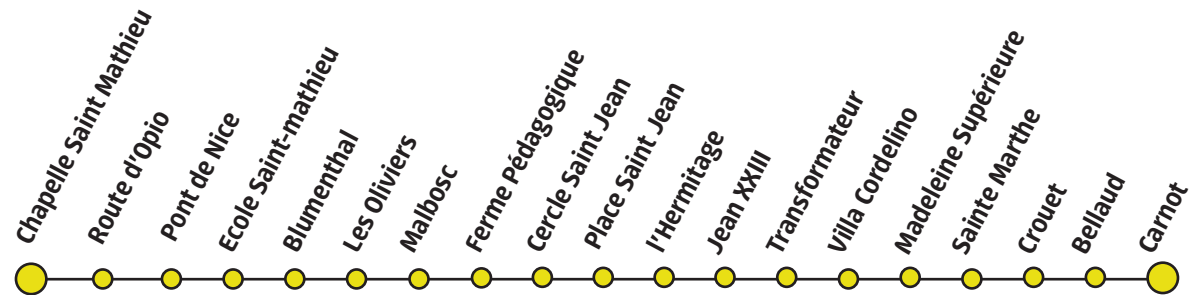 Chapelle Saint Mathieu
Route d'Opio
Pont de Nice
Ecole Saint-mathieu
Blumenthal
Les Oliviers
Malbosc
Ferme Pédagogique
Cercle Saint Jean
Place Saint Jean
l'Hermitage
Jean XXIII
Transformateur
Villa Cordelino
Madeleine Supérieure
Sainte Marthe
Crouet
Bellaud
Carnot